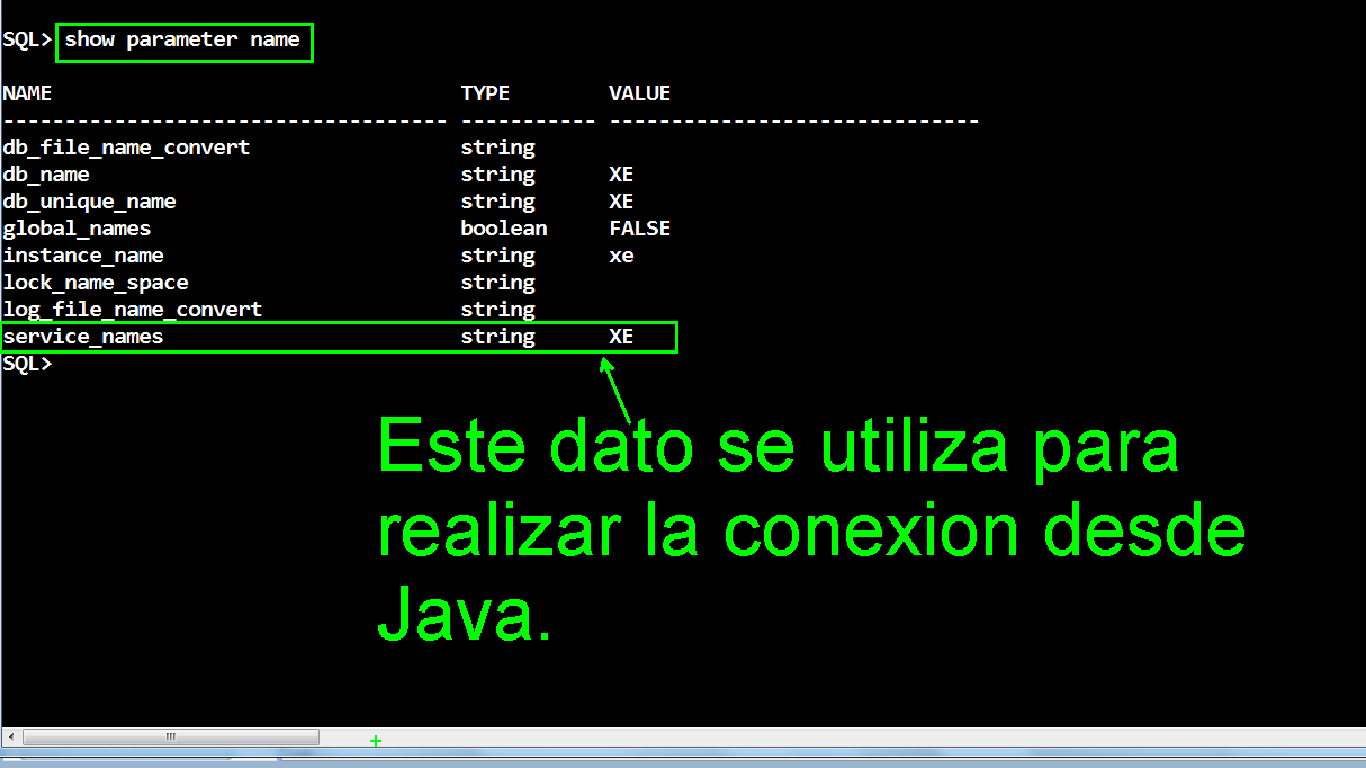 SQL> show parameter name
NAME TYPE VALUE
------------------------------------ ----------- ------------------------------
db_file_name_convert string
db_name string XE
db_unique_name string XE
global_names boolean FALSE
instance_name string xe
lock_name_space string
log_file_name_convert string
service_names string XE
SQL>
Este dato se utiliza para
realizar la conexion desde
Java.